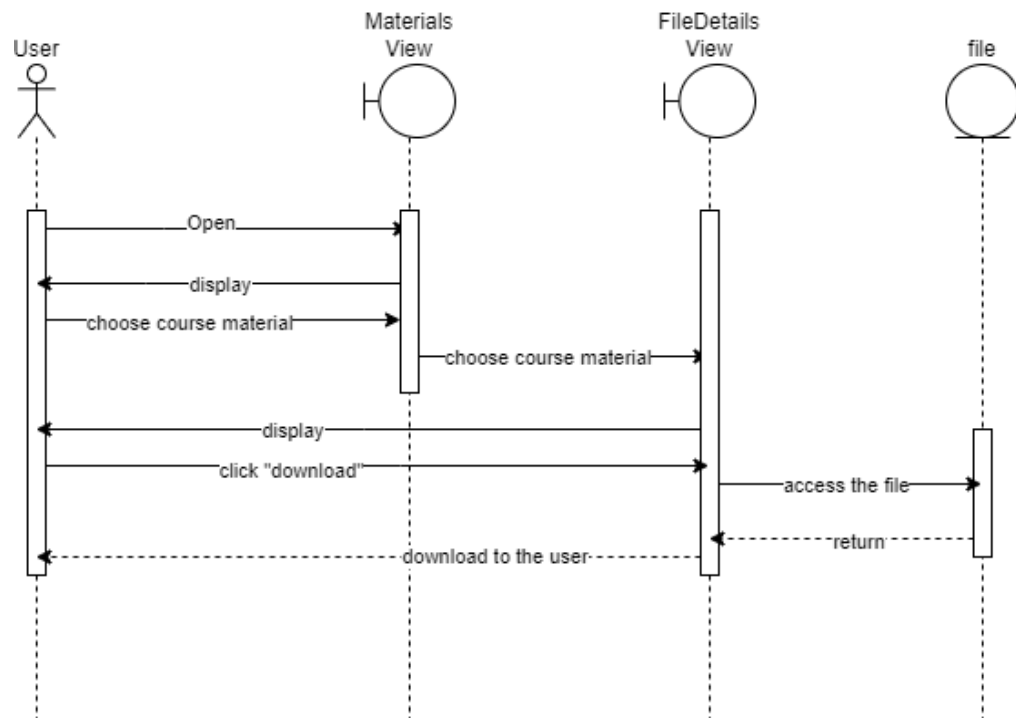 User
Materials
View
FileDetails
View
file
Open
display
choose course material
choose course material
display
click "download"
access the file
return
download to the user